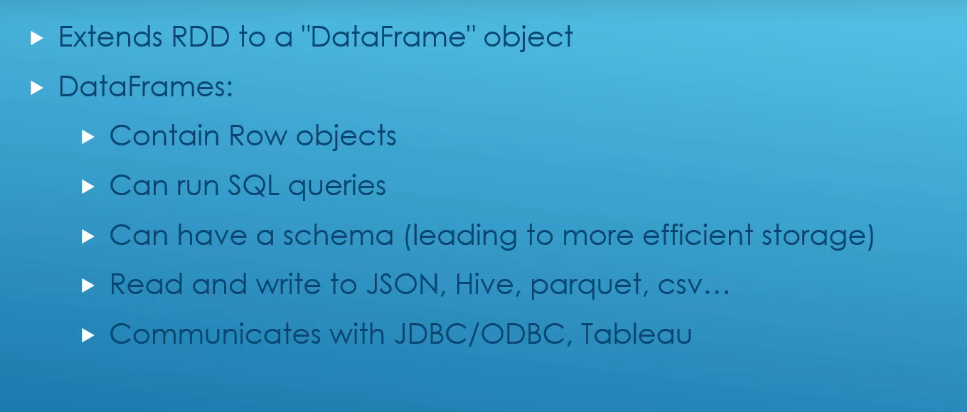 Extends RDD to a "DataFrame" object
DataFrames:
Contain Row objects
Can run SQL queries
Can have a schema (leading to more efficient storage)
Read and write to JSON, Hive, parquet, csv...
Communicates with JDBC/ODBC, Tableau